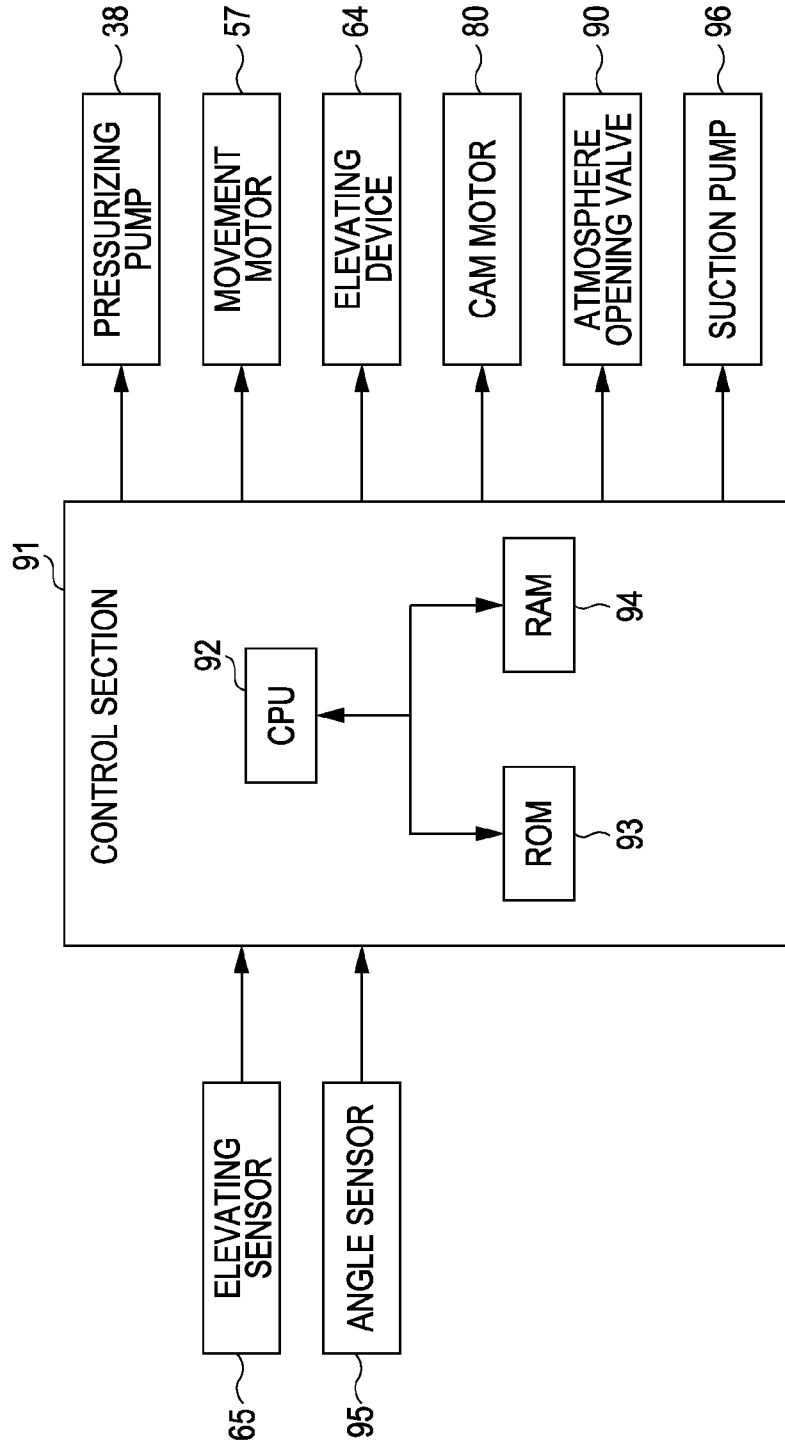 91
CONTROL SECTION
92
CPU
ROM
93
RAM
94
65
ELEVATING
SENSOR
95
ANGLE SENSOR
PRESSURIZING
PUMP
38
MOVEMENT
MOTOR
57
ELEVATING
DEVICE
64
CAM MOTOR
80
ATMOSPHERE
OPENING VALVE
90
SUCTION PUMP
96